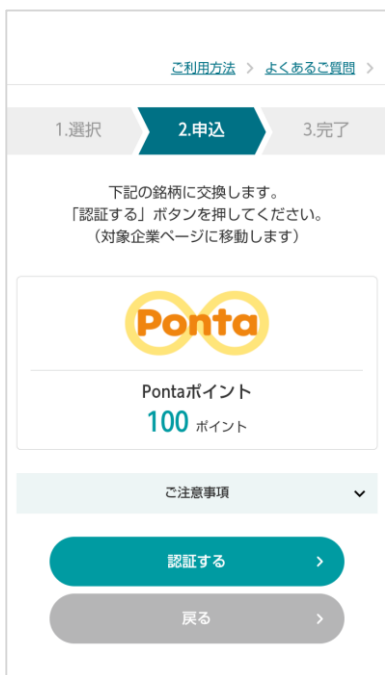 ご利用方法 > よくあるご質問 >
1.選択 2.申込 3.完了
下記の銘柄に交換します。
「認証する」ボタンを押してください。
（対象企業ページに移動します）
Ponta
Pontaポイント
100 ポイント
ご注意事項
認証する
戻る